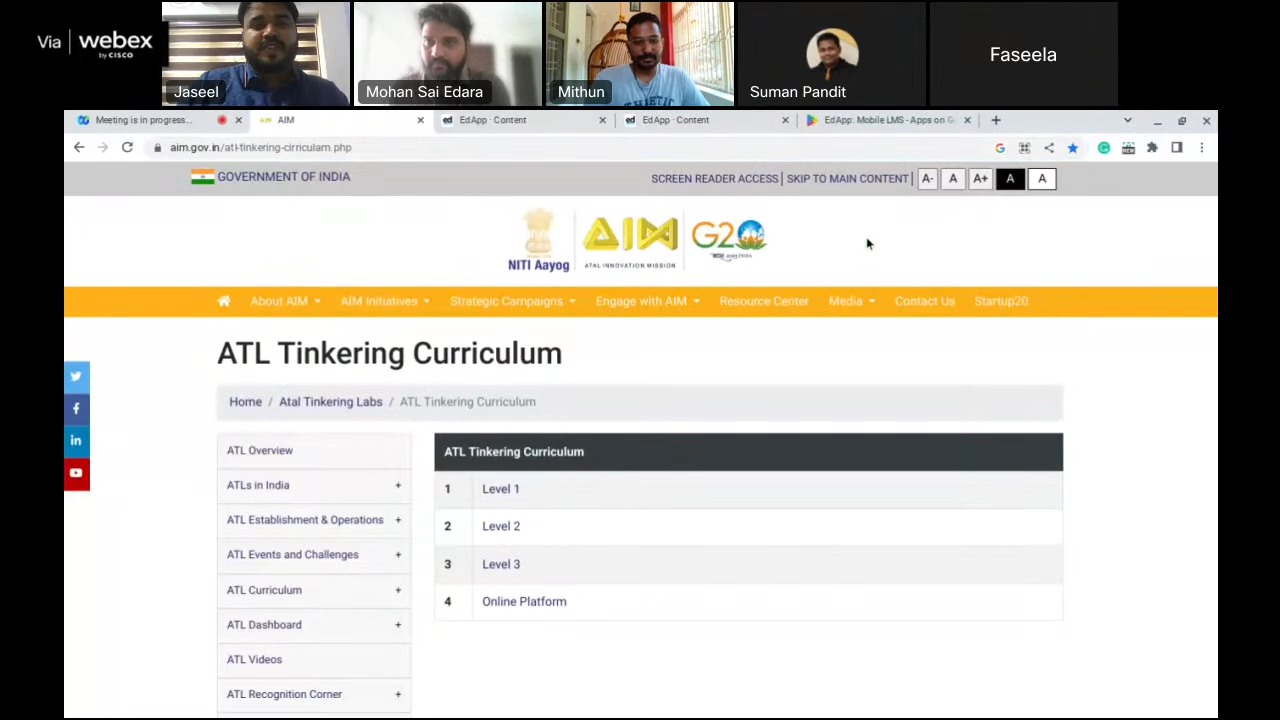 Via | webex
by CISCO
Jaseel
Mohan Sai Edara
Mithun
Suman Pandit
Faseela
Meeting is in progress...
AIM
EdApp · Content
EdApp · Content
EdApp: Mobile LMS - Apps on G
aim.gov.in/atl-tinkering-cirriculam.php
GOVERNMENT OF INDIA
SCREEN READER ACCESS | SKIP TO MAIN CONTENT | A- A A+ A A
NITI Aayog
AIM
ATAL INNOVATION MISSION
G20
About AIM
AIM Initiatives
Strategic Campaigns
Engage with AIM
Resource Center
Media
Contact Us
Startup20
ATL Tinkering Curriculum
Home / Atal Tinkering Labs / ATL Tinkering Curriculum
ATL Overview
ATLs in India +
ATL Establishment & Operations +
ATL Events and Challenges +
ATL Curriculum +
ATL Dashboard +
ATL Videos
ATL Recognition Corner +
ATL Tinkering Curriculum
1 Level 1
2 Level 2
3 Level 3
4 Online Platform